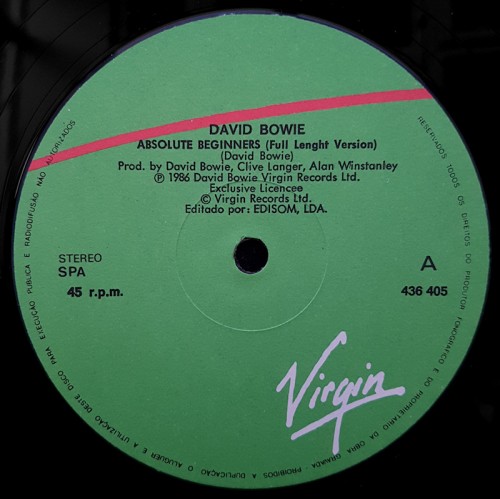 DAVID BOWIE
ABSOLUTE BEGINNERS (Full Lenght Version)
(David Bowie)
Prod. by David Bowie, Clive Langer, Alan Winstanley
Ⓟ 1986 David Bowie Virgin Records Ltd.
Exclusive Licencee
© Virgin Records Ltd.
Editado por: EDISOM, LDA.
STEREO
SPA
45 r.p.m.
A
436 405
Virgin
RESERVADOS TODOS OS DIREITOS DO PRODUTOR FONOGRÁFICO E DO PROPRIETÁRIO DA OBRA GRAVADA · PROIBIDOS A DUPLICAÇÃO O ALUGUER E A UTILIZAÇÃO DESTE DISCO PARA EXECUÇÃO PUBLICA E RADIODIFUSÃO NÃO AUTORIZADOS